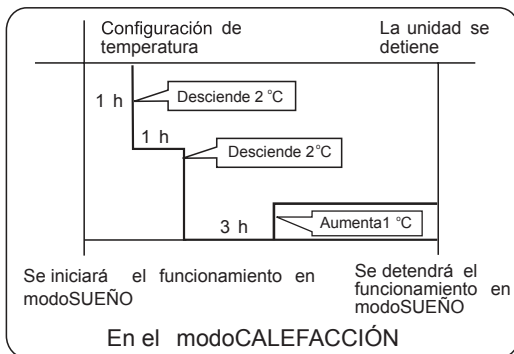 Configuración de
temperatura
La unidad se
detiene
1 h
Desciende 2 °C
1 h
Desciende 2°C
3 h
Aumenta1 °C
Se iniciará el funcionamiento en
modoSUEÑO
Se detendrá el
funcionamiento en
modoSUEÑO
En el modoCALEFACCIÓN